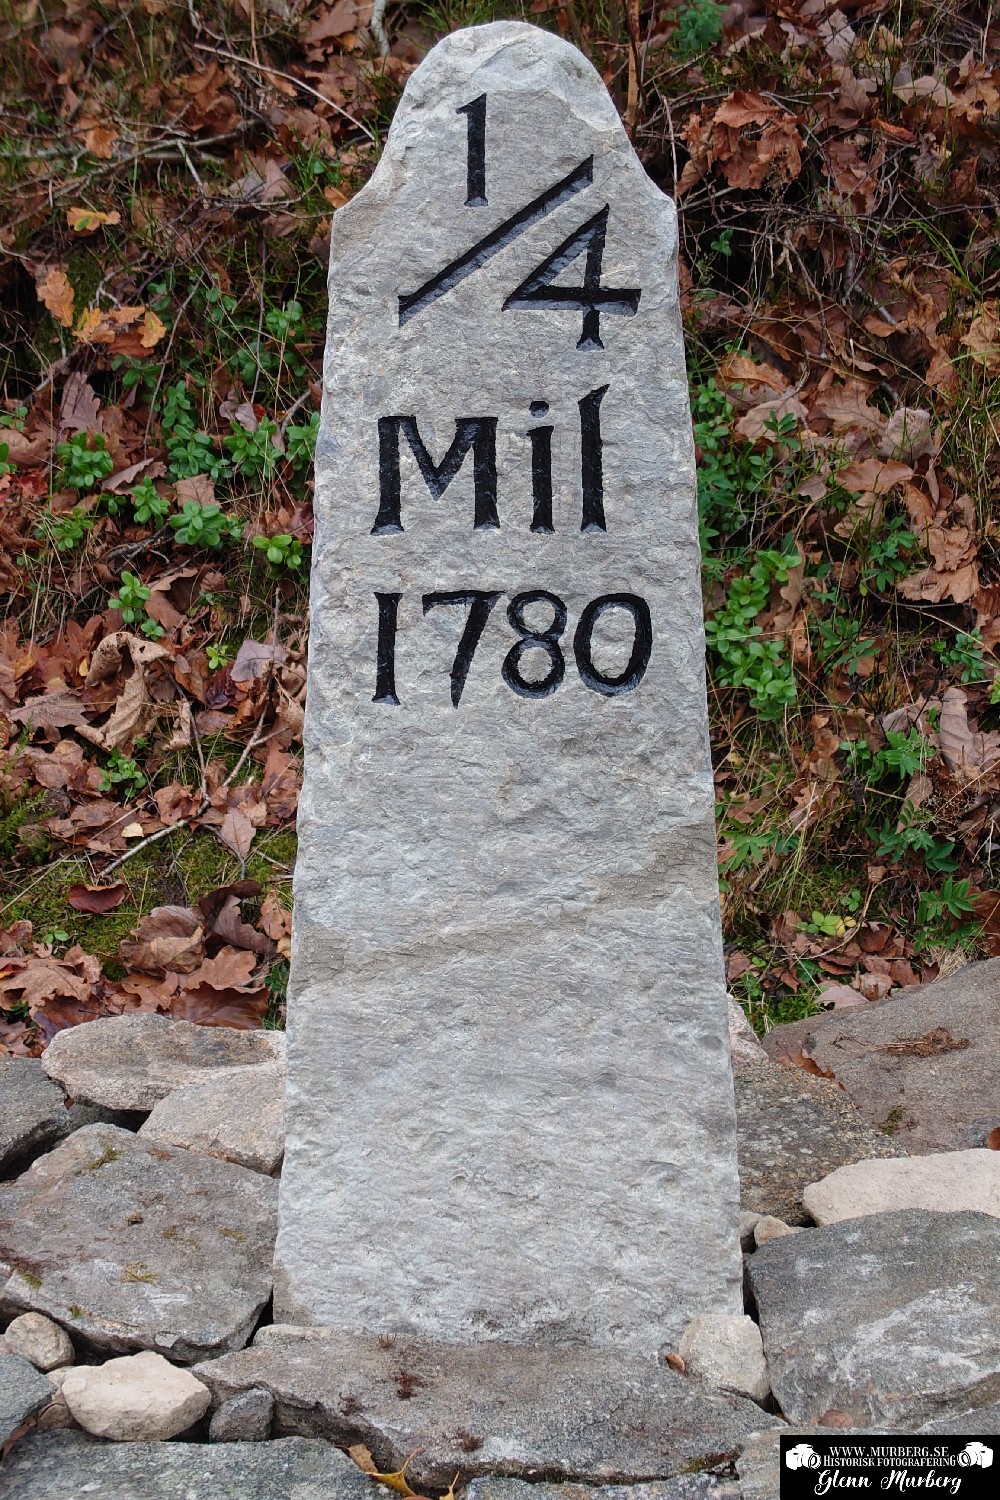 1/4
Mil
1780
WWW.MURBERG.SE
HISTORISK FOTOGRAFERING
Glenn Murberg